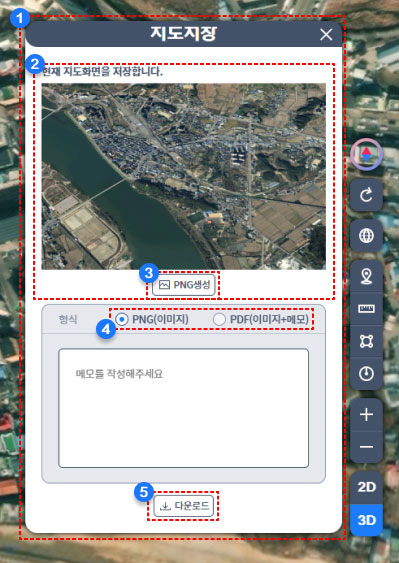 1
지도저장
2
현재 지도화면을 저장합니다.
3
PNG생성
형식
4
PNG(이미지)
PDF(이미지+메모)
메모를 작성해주세요
5
다운로드
2D
3D